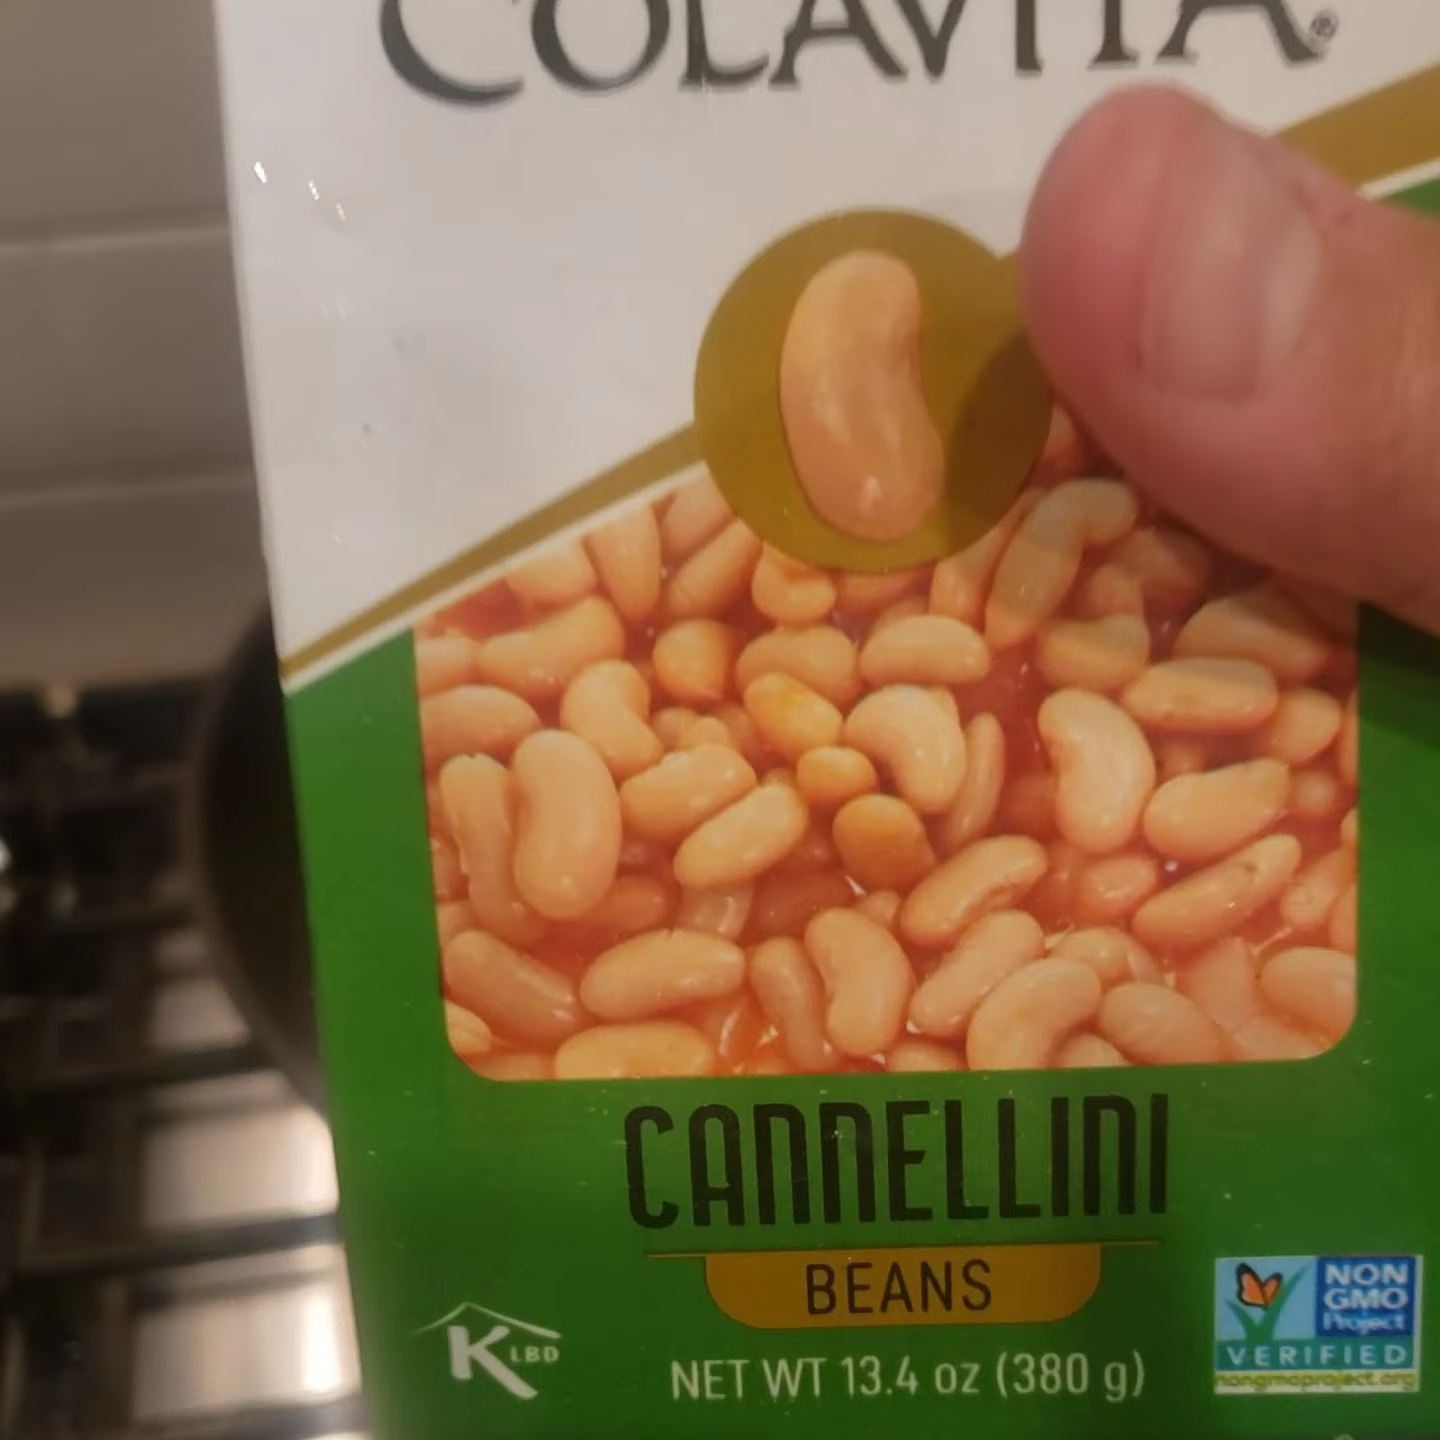 COLAVITA®
CANNELLINI
BEANS
K LBD
NET WT 13.4 oz (380 g)
NON
GMO
Project
VERIFIED
nongmoproject.org